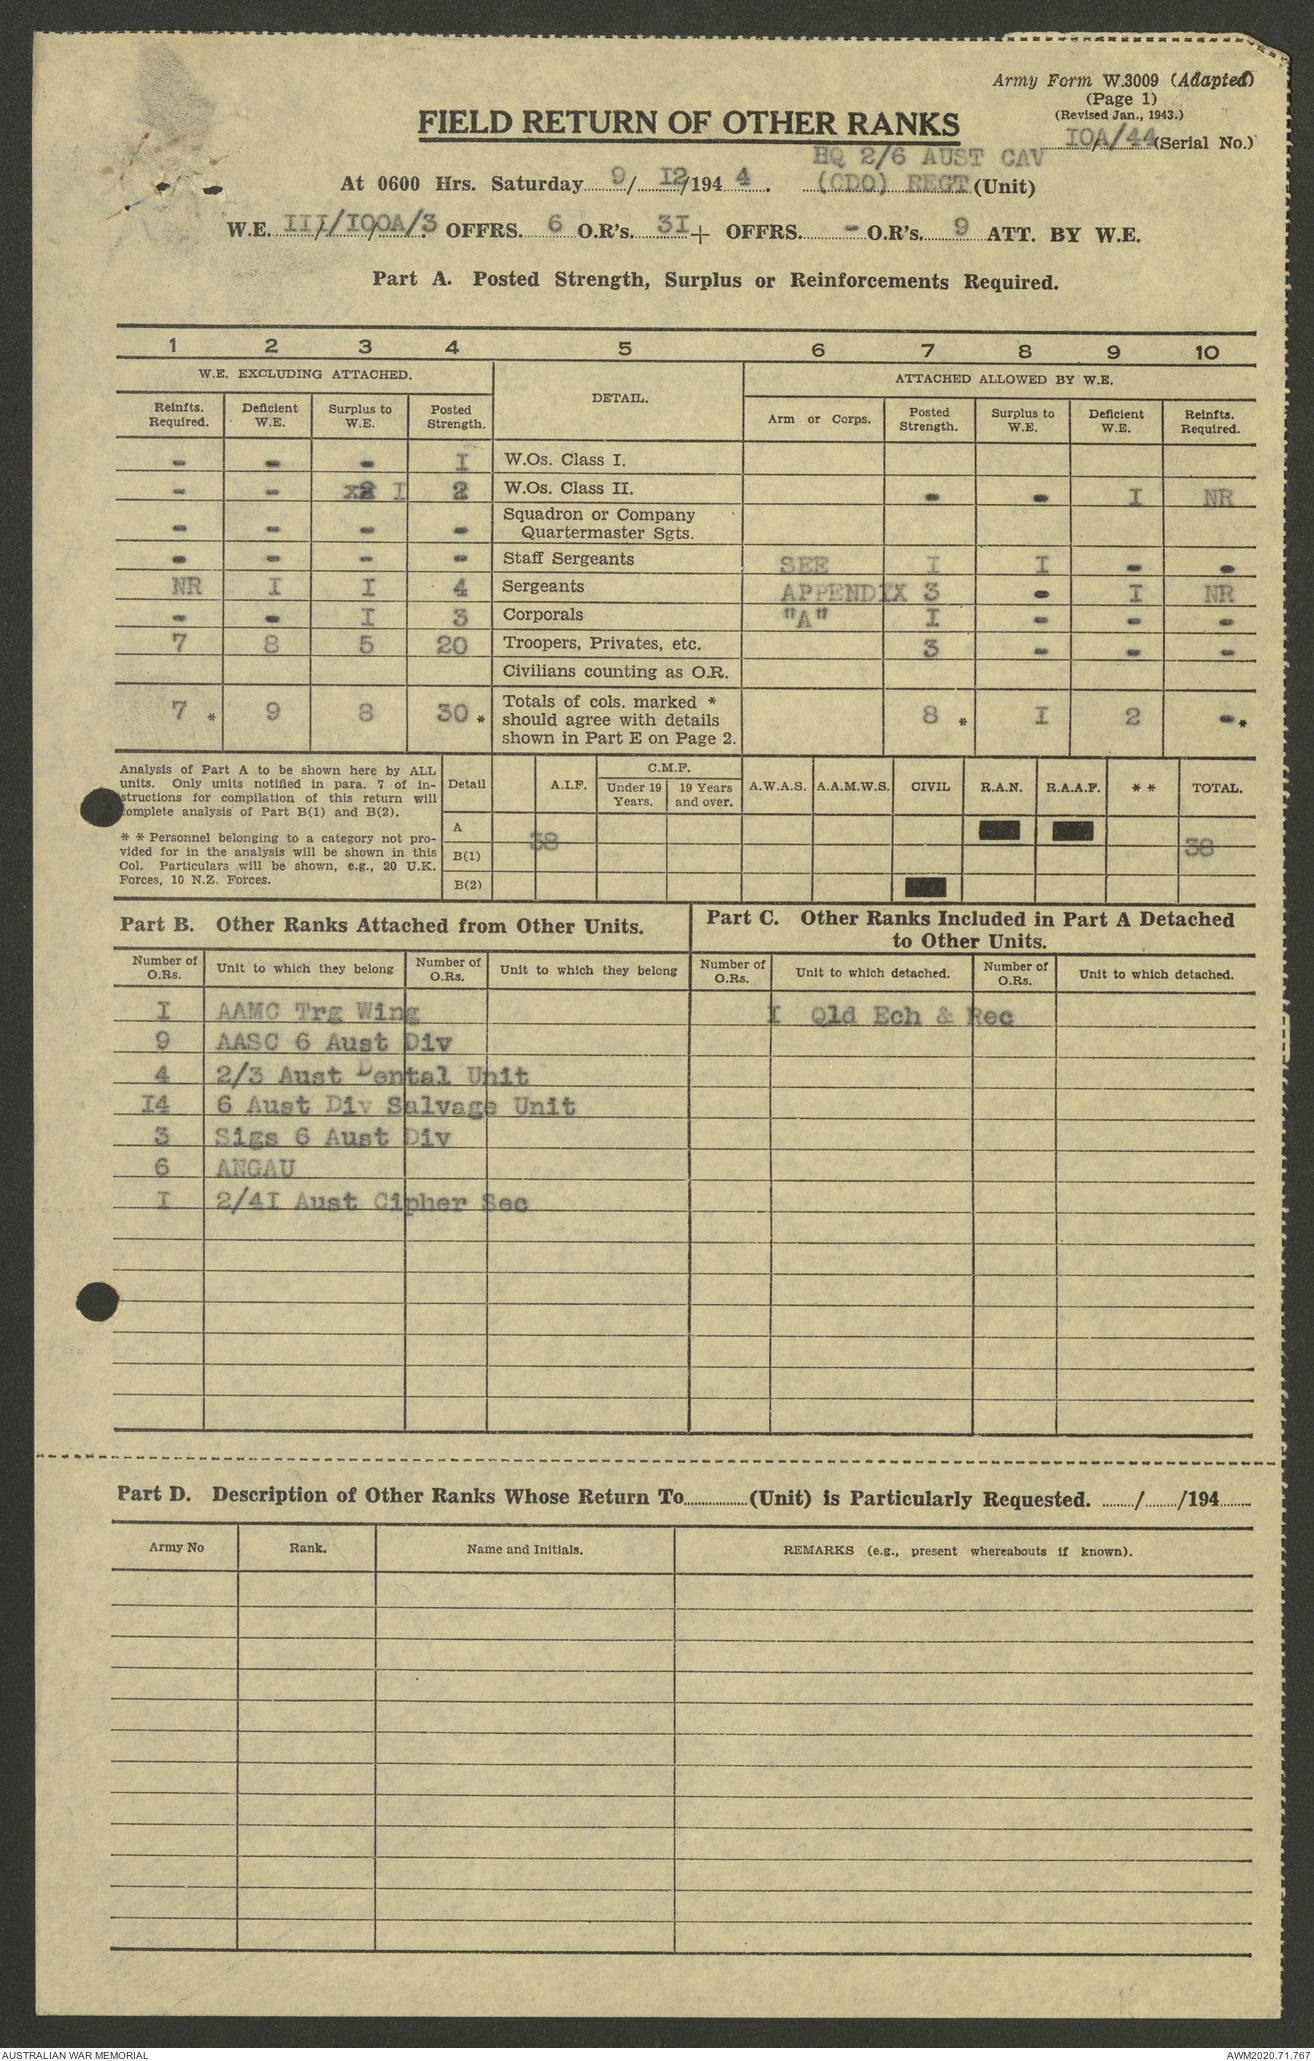 Army Form W.3009 (Adapted)
(Page 1)
(Revised Jan., 1943.)
FIELD RETURN OF OTHER RANKS
IOA/44 (Serial No.)
HQ 2/6 AUST CAV
At 0600 Hrs. Saturday 9/ I2/194 4. (CDO) REGT (Unit)
W.E. III/IOOA/3 OFFRS. 6 O.R's. 3I + OFFRS. - O.R's. 9 ATT. BY W.E.
Part A. Posted Strength, Surplus or Reinforcements Required.
1 2 3 4 5 6 7 8 9 10
W.E. EXCLUDING ATTACHED. DETAIL. ATTACHED ALLOWED BY W.E.
Reinfts. Required. Deficient W.E. Surplus to W.E. Posted Strength. Arm or Corps. Posted Strength. Surplus to W.E. Deficient W.E. Reinfts. Required.
- - - I W.Os. Class I.
- - I 2 W.Os. Class II. - - I NR
- - - - Squadron or Company
Quartermaster Sgts.
- - - - Staff Sergeants SEE I I - -
NR I I 4 Sergeants APPENDIX 3 - I NR
- - I 3 Corporals "A" I - - -
7 8 5 20 Troopers, Privates, etc. 3 - - -
Civilians counting as O.R.
7 * 9 8 30 * Totals of cols. marked * should agree with details shown in Part E on Page 2. 8 * I 2 - *
Analysis of Part A to be shown here by ALL
units. Only units notified in para. 7 of in-
structions for compilation of this return will
complete analysis of Part B(1) and B(2).
* * Personnel belonging to a category not pro-
vided for in the analysis will be shown in this
Col. Particulars will be shown, e.g., 20 U.K.
Forces, 10 N.Z. Forces.
Detail A.I.F. C.M.F. Under 19 Years. 19 Years and over. A.W.A.S. A.A.M.W.S. CIVIL R.A.N. R.A.A.F. * * TOTAL.
A
38 38
B(1)
B(2)
Part B. Other Ranks Attached from Other Units.
Part C. Other Ranks Included in Part A Detached
to Other Units.
Number of O.Rs. Unit to which they belong Number of O.Rs. Unit to which they belong Number of O.Rs. Unit to which detached. Number of O.Rs. Unit to which detached.
I AAMC Trg Wing I Qld Ech & Rec
9 AASC 6 Aust Div
4 2/3 Aust Dental Unit
I4 6 Aust Div Salvage Unit
3 Sigs 6 Aust Div
6 ANGAU
I 2/4I Aust Cipher Sec
Part D. Description of Other Ranks Whose Return To (Unit) is Particularly Requested. / /194
Army No Rank. Name and Initials. REMARKS (e.g., present whereabouts if known).
AUSTRALIAN WAR MEMORIAL AWM2020.71.767